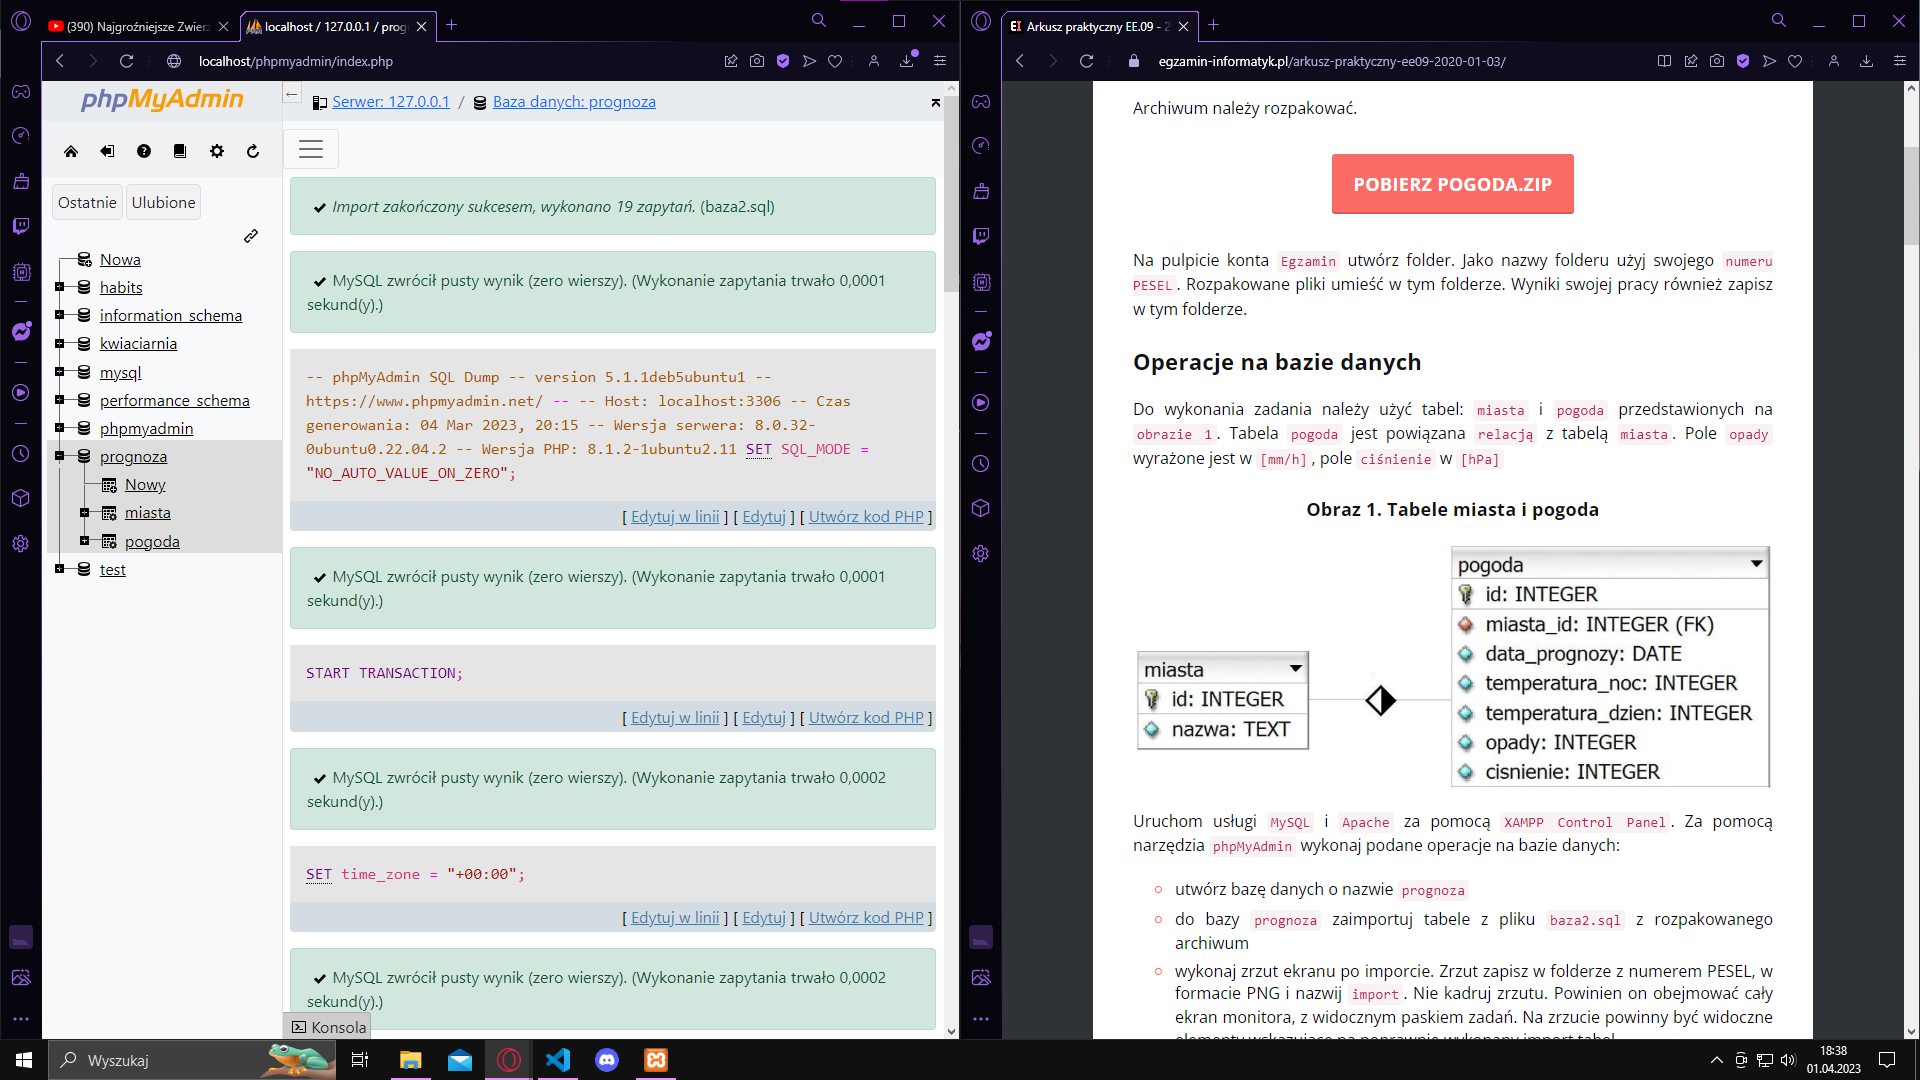 (390) Najgroźniejsze Zwierz
localhost / 127.0.0.1 / prog
localhost/phpmyadmin/index.php
phpMyAdmin
Ostatnie
Ulubione
Nowa
habits
information_schema
kwiaciarnia
mysql
performance_schema
phpmyadmin
prognoza
Nowy
miasta
pogoda
test
Serwer: 127.0.0.1 / Baza danych: prognoza
Import zakończony sukcesem, wykonano 19 zapytań. (baza2.sql)
MySQL zwrócił pusty wynik (zero wierszy). (Wykonanie zapytania trwało 0,0001
sekund(y).)
-- phpMyAdmin SQL Dump -- version 5.1.1deb5ubuntu1 --
https://www.phpmyadmin.net/ -- -- Host: localhost:3306 -- Czas
generowania: 04 Mar 2023, 20:15 -- Wersja serwera: 8.0.32-
0ubuntu0.22.04.2 -- Wersja PHP: 8.1.2-1ubuntu2.11 SET SQL_MODE =
"NO_AUTO_VALUE_ON_ZERO";
[ Edytuj w linii ] [ Edytuj ] [ Utwórz kod PHP ]
MySQL zwrócił pusty wynik (zero wierszy). (Wykonanie zapytania trwało 0,0001
sekund(y).)
START TRANSACTION;
[ Edytuj w linii ] [ Edytuj ] [ Utwórz kod PHP ]
MySQL zwrócił pusty wynik (zero wierszy). (Wykonanie zapytania trwało 0,0002
sekund(y).)
SET time_zone = "+00:00";
[ Edytuj w linii ] [ Edytuj ] [ Utwórz kod PHP ]
MySQL zwrócił pusty wynik (zero wierszy). (Wykonanie zapytania trwało 0,0002
sekund(y).)
Konsola
Arkusz praktyczny EE.09 - 2
egzamin-informatyk.pl/arkusz-praktyczny-ee09-2020-01-03/
Archiwum należy rozpakować.
POBIERZ POGODA.ZIP
Na pulpicie konta Egzamin utwórz folder. Jako nazwy folderu użyj swojego numeru
PESEL. Rozpakowane pliki umieść w tym folderze. Wyniki swojej pracy również zapisz
w tym folderze.
Operacje na bazie danych
Do wykonania zadania należy użyć tabel: miasta i pogoda przedstawionych na
obrazie 1. Tabela pogoda jest powiązana relacją z tabelą miasta. Pole opady
wyrażone jest w [mm/h], pole ciśnienie w [hPa]
Obraz 1. Tabele miasta i pogoda
miasta
id: INTEGER
nazwa: TEXT
pogoda
id: INTEGER
miasta_id: INTEGER (FK)
data_prognozy: DATE
temperatura_noc: INTEGER
temperatura_dzien: INTEGER
opady: INTEGER
cisnienie: INTEGER
Uruchom usługi MySQL i Apache za pomocą XAMPP Control Panel. Za pomocą
narzędzia phpMyAdmin wykonaj podane operacje na bazie danych:
utwórz bazę danych o nazwie prognoza
do bazy prognoza zaimportuj tabele z pliku baza2.sql z rozpakowanego
archiwum
wykonaj zrzut ekranu po imporcie. Zrzut zapisz w folderze z numerem PESEL, w
formacie PNG i nazwij import. Nie kadruj zrzutu. Powinien on obejmować cały
ekran monitora, z widocznym paskiem zadań. Na zrzucie powinny być widoczne
elementy wskazujące na poprawnie wykonany import tabel
Wyszukaj
18:38
01.04.2023